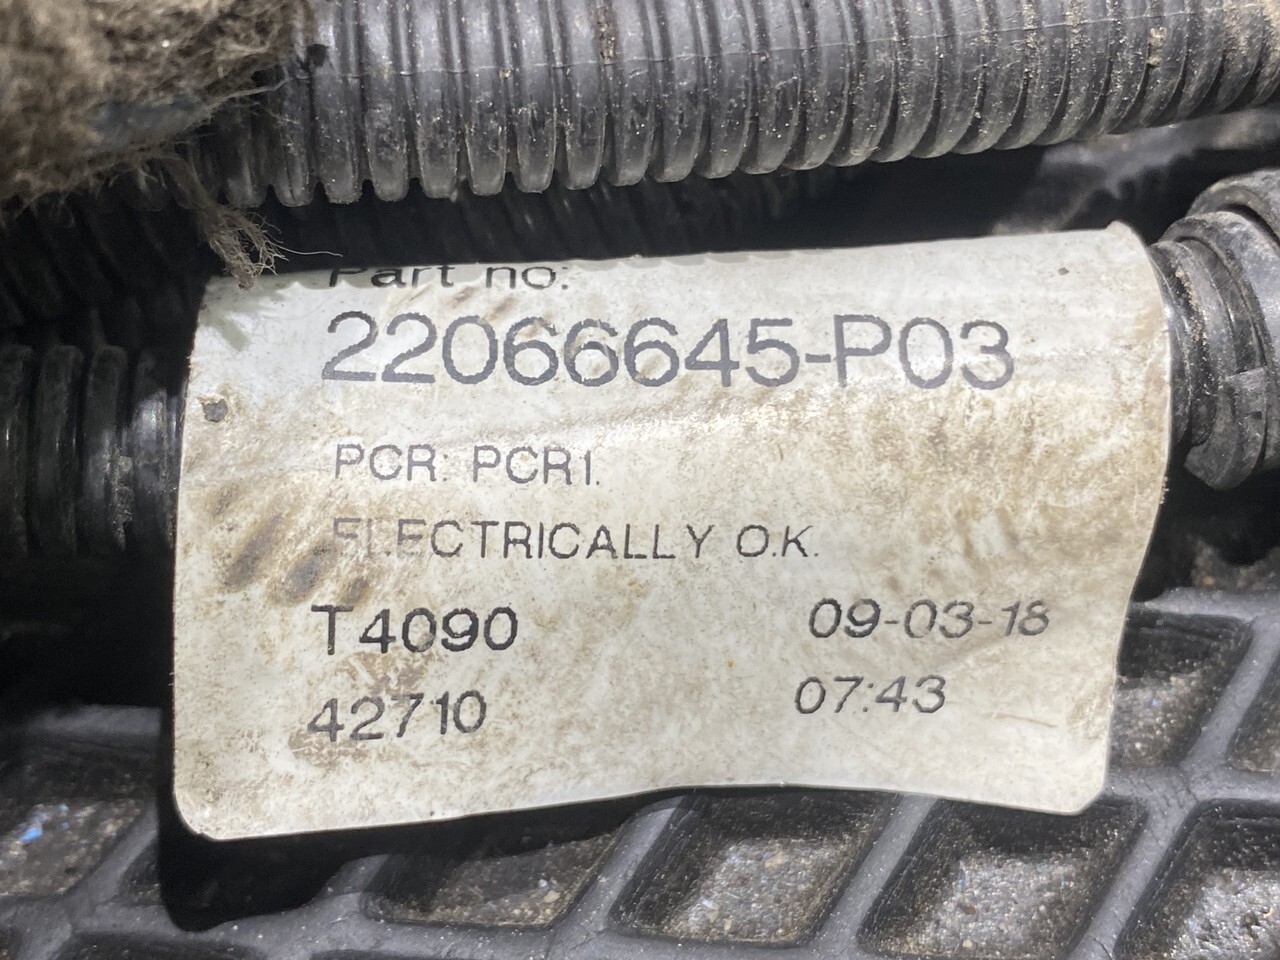 Part no:
22066645-P03
PCR: PCR1.
ELECTRICALLY O.K.
T4090 09-03-18
42710 07:43